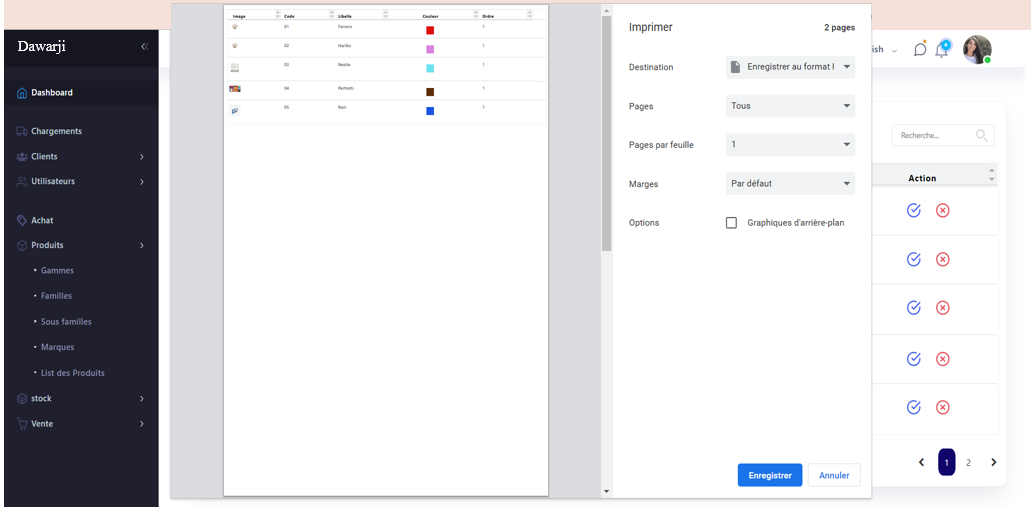 Dawarji
Dashboard
Chargements
Clients
Utilisateurs
Achat
Produits
Gammes
Familles
Sous familles
Marques
List des Produits
stock
Vente
Image Code Libelle Couleur Ordre
01 Ferrero 1
02 Haribo 1
03 Nestle 1
04 Perfietti 1
05 Rani 1
Imprimer 2 pages
Destination Enregistrer au format l
Pages Tous
Pages par feuille 1
Marges Par défaut
Options Graphiques d'arrière-plan
Enregistrer Annuler
ish
Recherche...
Action
1 2